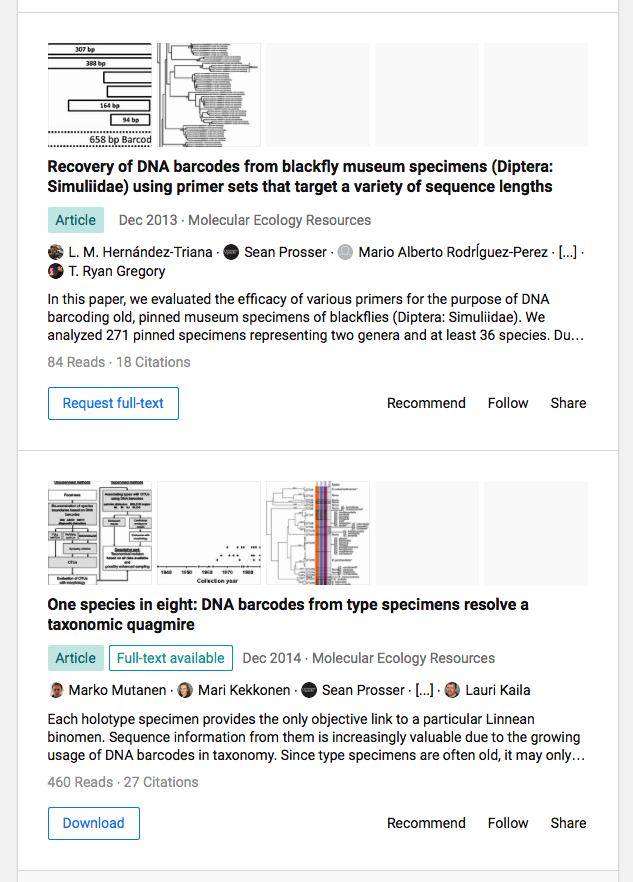 307 bp
388 bp
164 bp
94 bp
658 bp Barcod
Recovery of DNA barcodes from blackfly museum specimens (Diptera:
Simuliidae) using primer sets that target a variety of sequence lengths
Article Dec 2013 · Molecular Ecology Resources
L. M. Hernández-Triana · Sean Prosser · Mario Alberto RodrÍguez-Perez · [...] ·
T. Ryan Gregory
In this paper, we evaluated the efficacy of various primers for the purpose of DNA
barcoding old, pinned museum specimens of blackflies (Diptera: Simuliidae). We
analyzed 271 pinned specimens representing two genera and at least 36 species. Du…
84 Reads · 18 Citations
Request full-text Recommend Follow Share
1940 1950 1960 1970 1980
Collection year
One species in eight: DNA barcodes from type specimens resolve a
taxonomic quagmire
Article Full-text available Dec 2014 · Molecular Ecology Resources
Marko Mutanen · Mari Kekkonen · Sean Prosser · [...] · Lauri Kaila
Each holotype specimen provides the only objective link to a particular Linnean
binomen. Sequence information from them is increasingly valuable due to the growing
usage of DNA barcodes in taxonomy. Since type specimens are often old, it may only…
460 Reads · 27 Citations
Download Recommend Follow Share